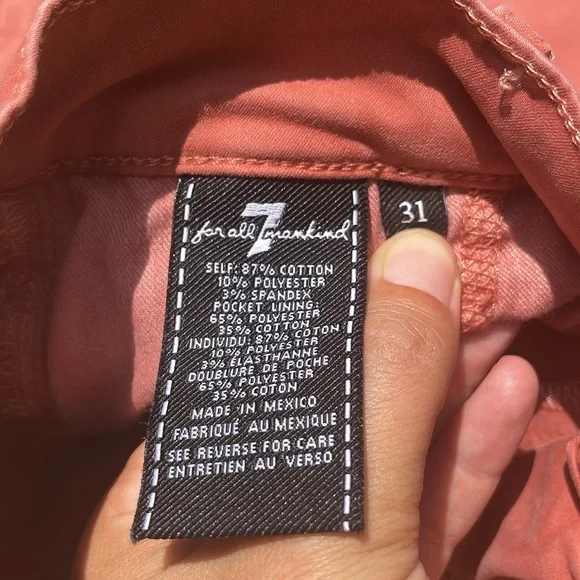 7
for all mankind
31
SELF: 87% COTTON
10% POLYESTER
3% SPANDEX
POCKET LINING:
65% POLYESTER
35% COTTON
INDIVIDU: 87% COTON
10% POLYESTER
3% ELASTHANNE
DOUBLURE DE POCHE
65% POLYESTER
35% COTON
MADE IN MEXICO
FABRIQUÉ AU MEXIQUE
SEE REVERSE FOR CARE
ENTRETIEN AU VERSO